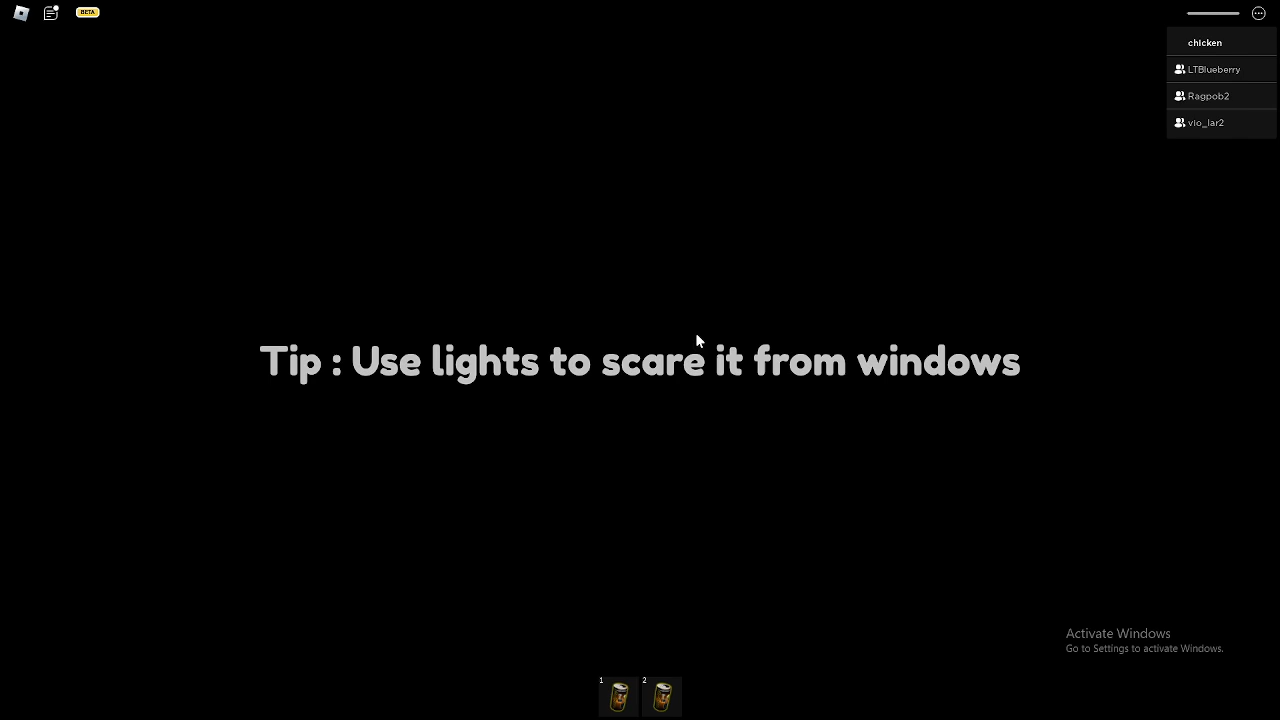 BETA
chicken
LTBlueberry
Ragpob2
vio_lar2
Tip : Use lights to scare it from windows
Activate Windows
Go to Settings to activate Windows.
1 2